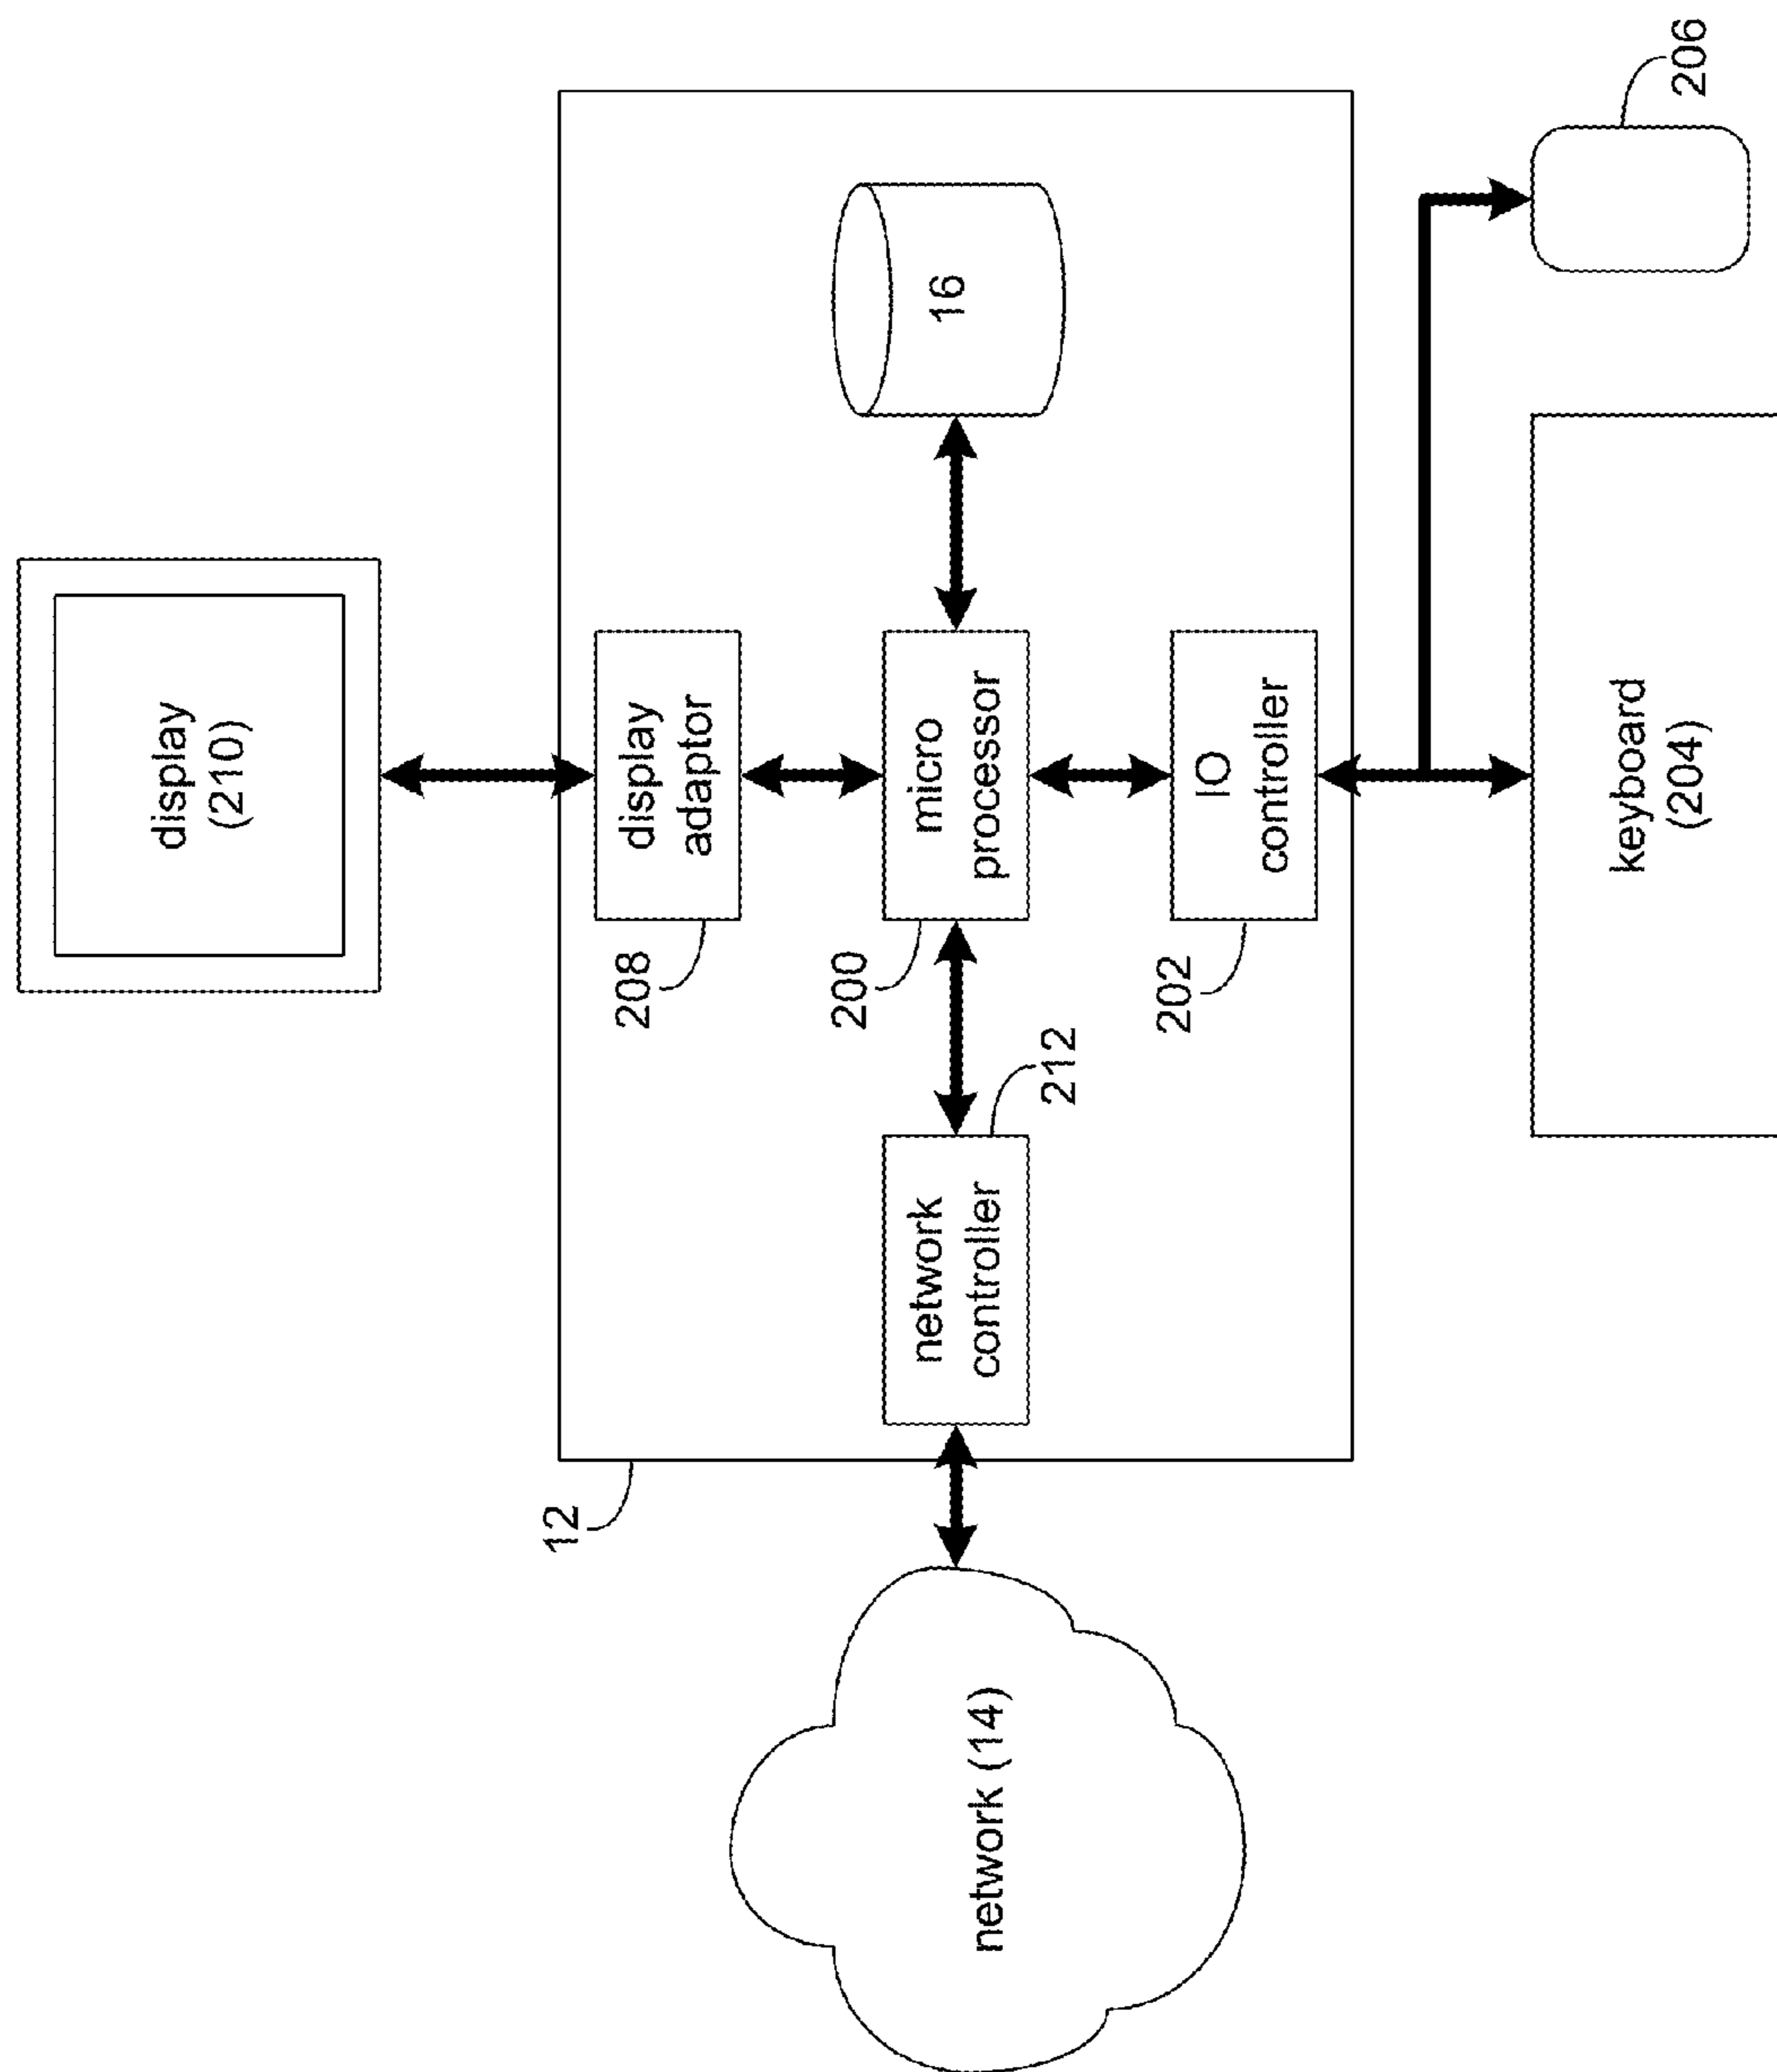 display
(210)
display
adaptor
208
micro
processor
200
16
network
controller
212
IO
controller
202
12
network (14)
keyboard
(204)
206